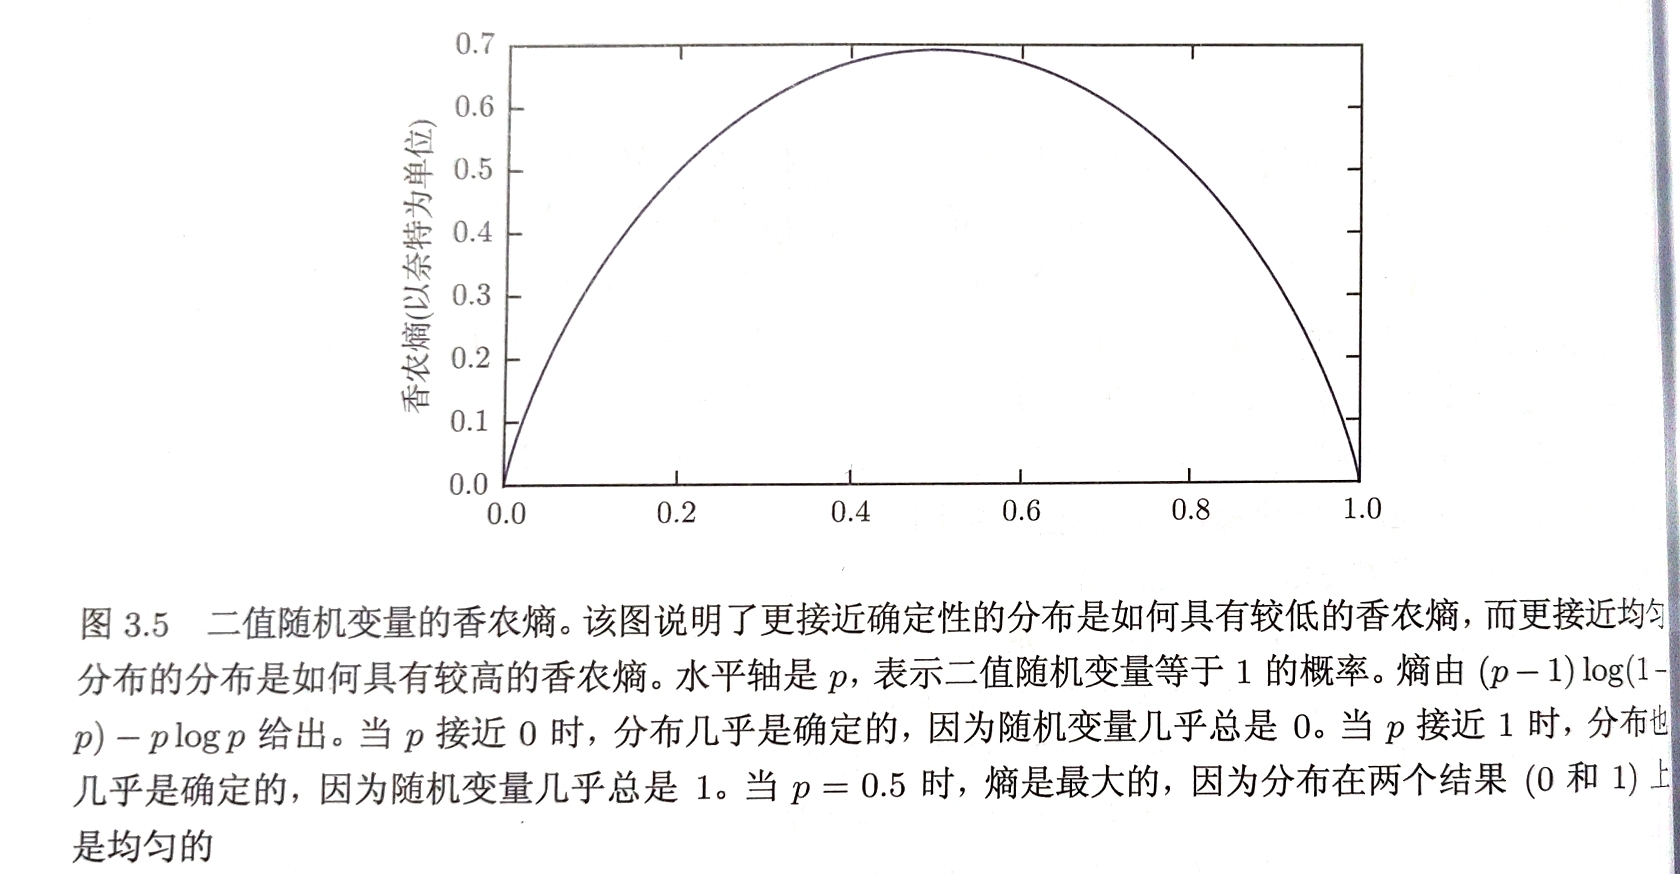 0.7
0.6
0.5
0.4
0.3
0.2
0.1
0.0
香农熵(以奈特为单位)
0.0 0.2 0.4 0.6 0.8 1.0
图 3.5 二值随机变量的香农熵。该图说明了更接近确定性的分布是如何具有较低的香农熵，而更接近均匀
分布的分布是如何具有较高的香农熵。水平轴是 p，表示二值随机变量等于 1 的概率。熵由 (p − 1) log(1−
p) − p log p 给出。当 p 接近 0 时，分布几乎是确定的，因为随机变量几乎总是 0。当 p 接近 1 时，分布也
几乎是确定的，因为随机变量几乎总是 1。当 p = 0.5 时，熵是最大的，因为分布在两个结果 (0 和 1) 上
是均匀的